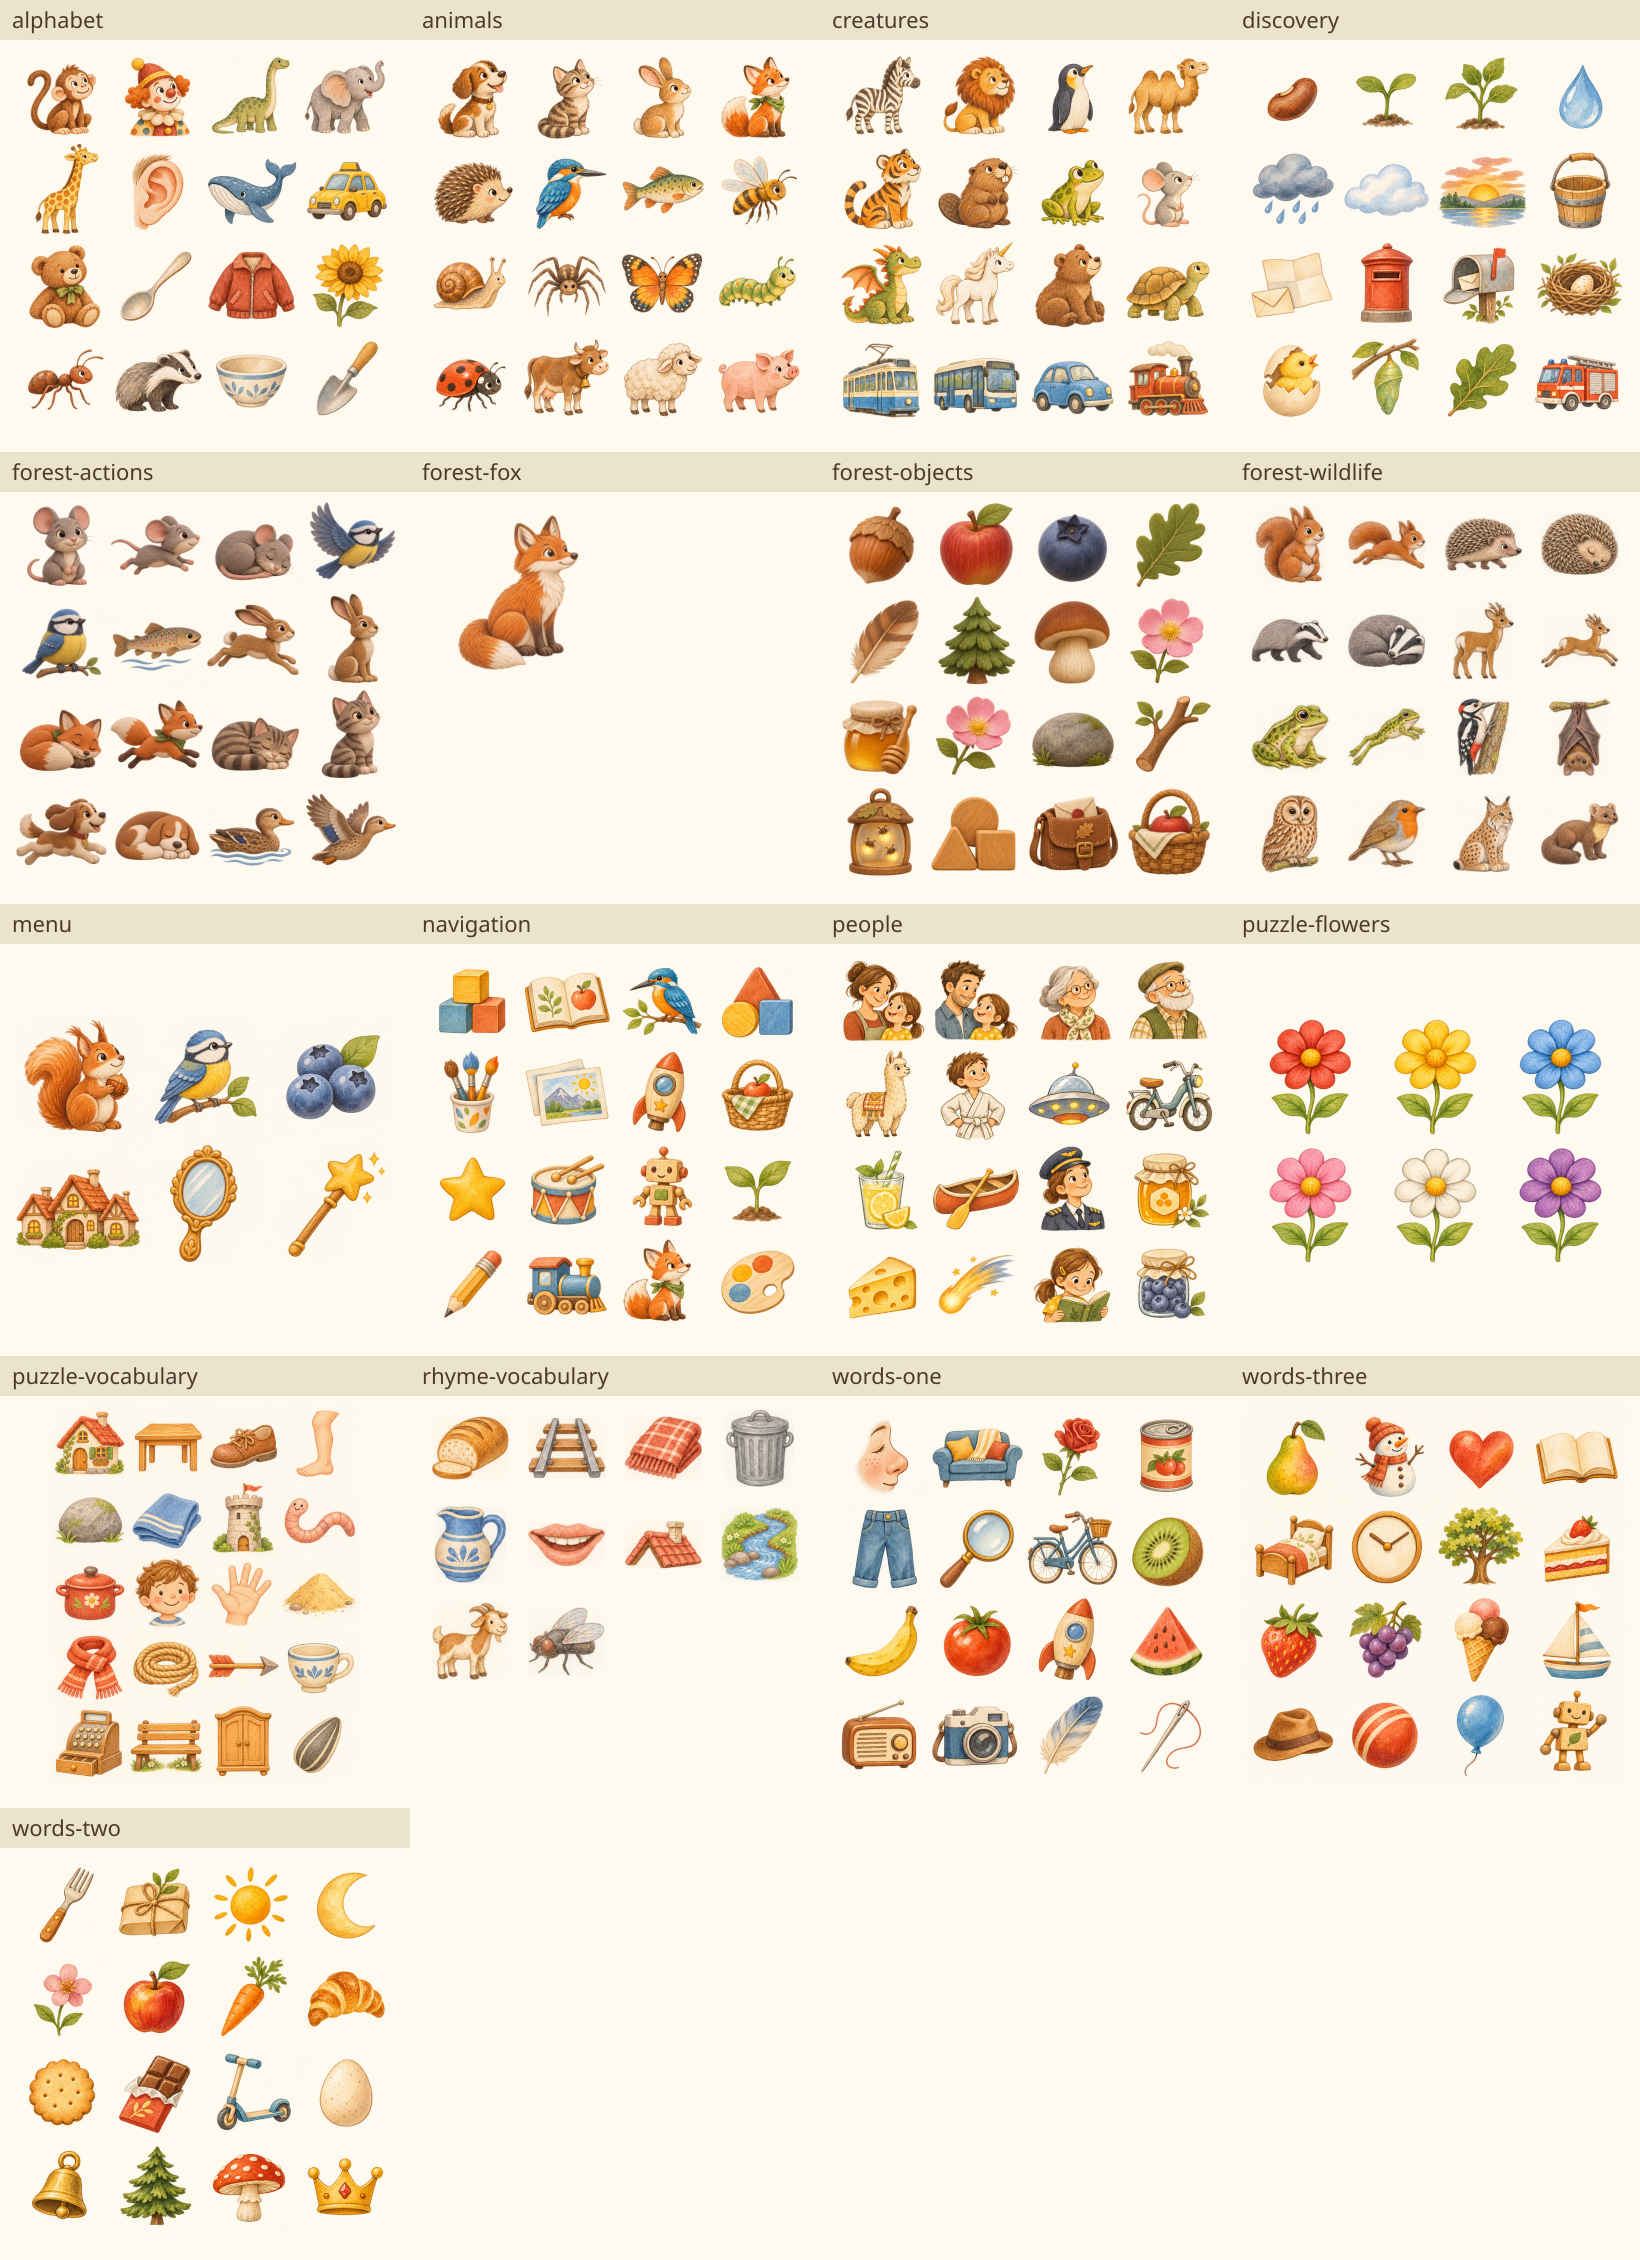 alphabet
animals
creatures
discovery
forest-actions
forest-fox
forest-objects
forest-wildlife
menu
navigation
people
puzzle-flowers
puzzle-vocabulary
rhyme-vocabulary
words-one
words-three
words-two